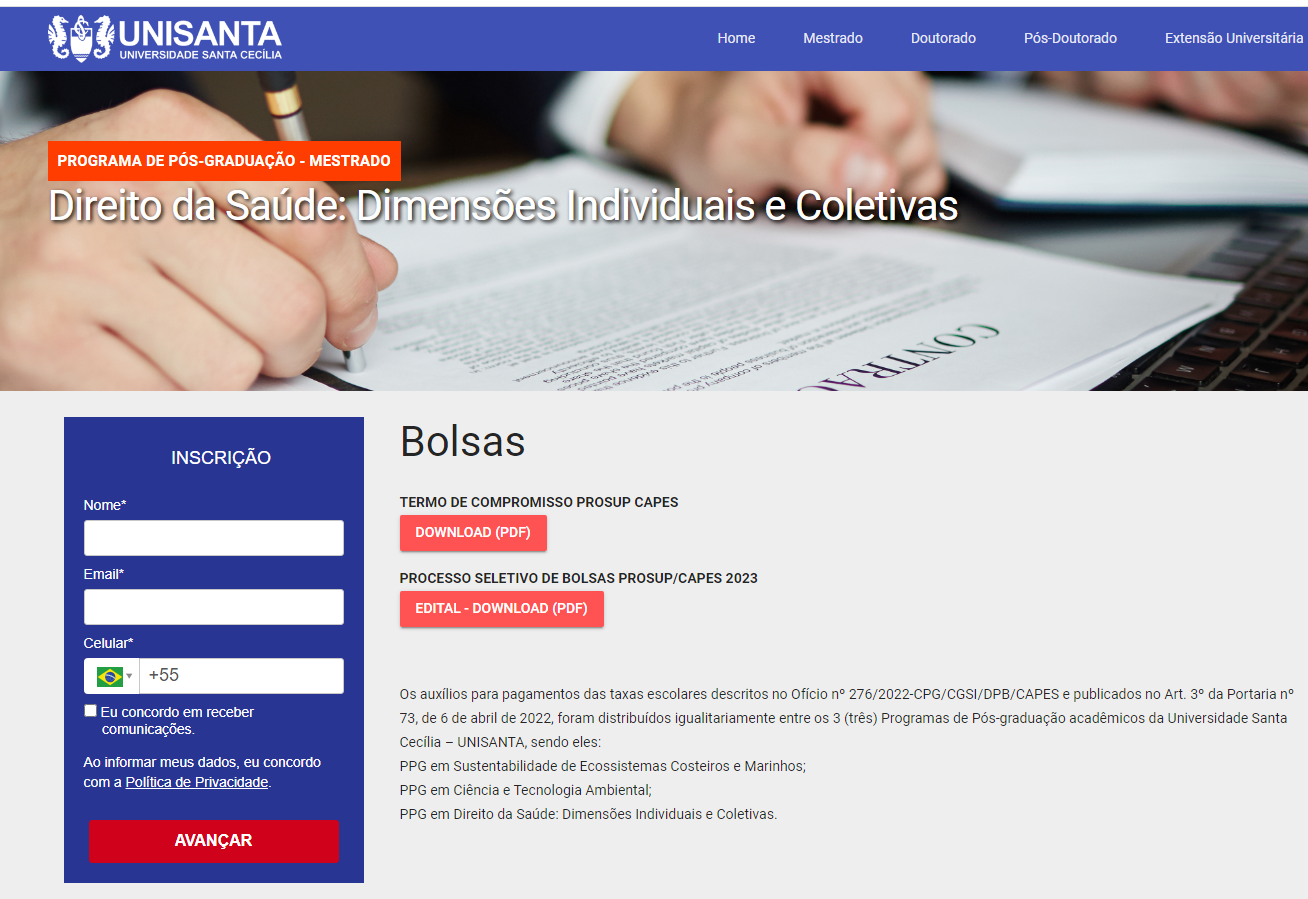 UNISANTA
UNIVERSIDADE SANTA CECÍLIA
Home
Mestrado
Doutorado
Pós-Doutorado
Extensão Universitária
PROGRAMA DE PÓS-GRADUAÇÃO - MESTRADO
Direito da Saúde: Dimensões Individuais e Coletivas
INSCRIÇÃO
Nome*
Email*
Celular*
+55
Eu concordo em receber
comunicações.
Ao informar meus dados, eu concordo
com a Política de Privacidade.
AVANÇAR
Bolsas
TERMO DE COMPROMISSO PROSUP CAPES
DOWNLOAD (PDF)
PROCESSO SELETIVO DE BOLSAS PROSUP/CAPES 2023
EDITAL - DOWNLOAD (PDF)
Os auxílios para pagamentos das taxas escolares descritos no Ofício nº 276/2022-CPG/CGSI/DPB/CAPES e publicados no Art. 3º da Portaria nº
73, de 6 de abril de 2022, foram distribuídos igualitariamente entre os 3 (três) Programas de Pós-graduação acadêmicos da Universidade Santa
Cecília – UNISANTA, sendo eles:
PPG em Sustentabilidade de Ecossistemas Costeiros e Marinhos;
PPG em Ciência e Tecnologia Ambiental;
PPG em Direito da Saúde: Dimensões Individuais e Coletivas.